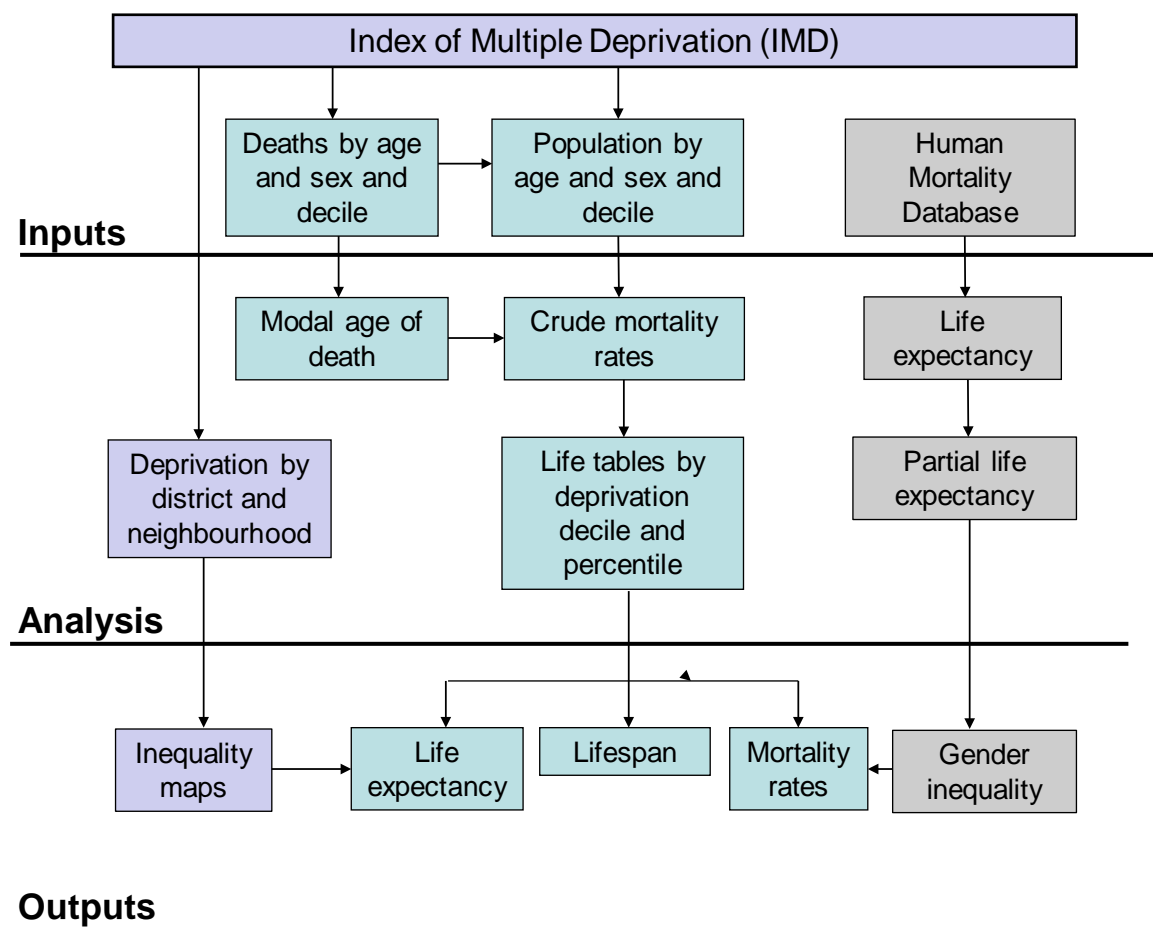 Index of Multiple Deprivation (IMD)
Deaths by age
and sex and
decile
Population by
age and sex and
decile
Human
Mortality
Database
Inputs
Modal age of
death
Crude mortality
rates
Life
expectancy
Deprivation by
district and
neighbourhood
Life tables by
deprivation
decile and
percentile
Partial life
expectancy
Analysis
Inequality
maps
Life
expectancy
Lifespan
Mortality
rates
Gender
inequality
Outputs